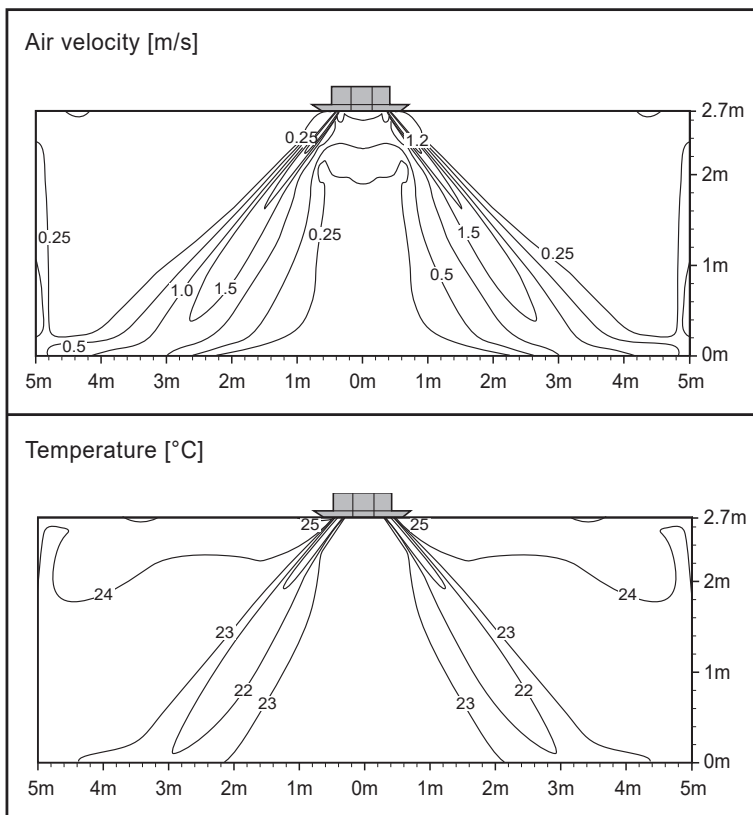 Air velocity [m/s]
2.7m
0.25 1.2
2m
0.25 0.25 1.5 0.25
1m
1.0 1.5 0.5
0.5
0m
5m 4m 3m 2m 1m 0m 1m 2m 3m 4m 5m
Temperature [°C]
25 25 2.7m
24 24 2m
23 23
1m
22 22
23 23
0m
5m 4m 3m 2m 1m 0m 1m 2m 3m 4m 5m